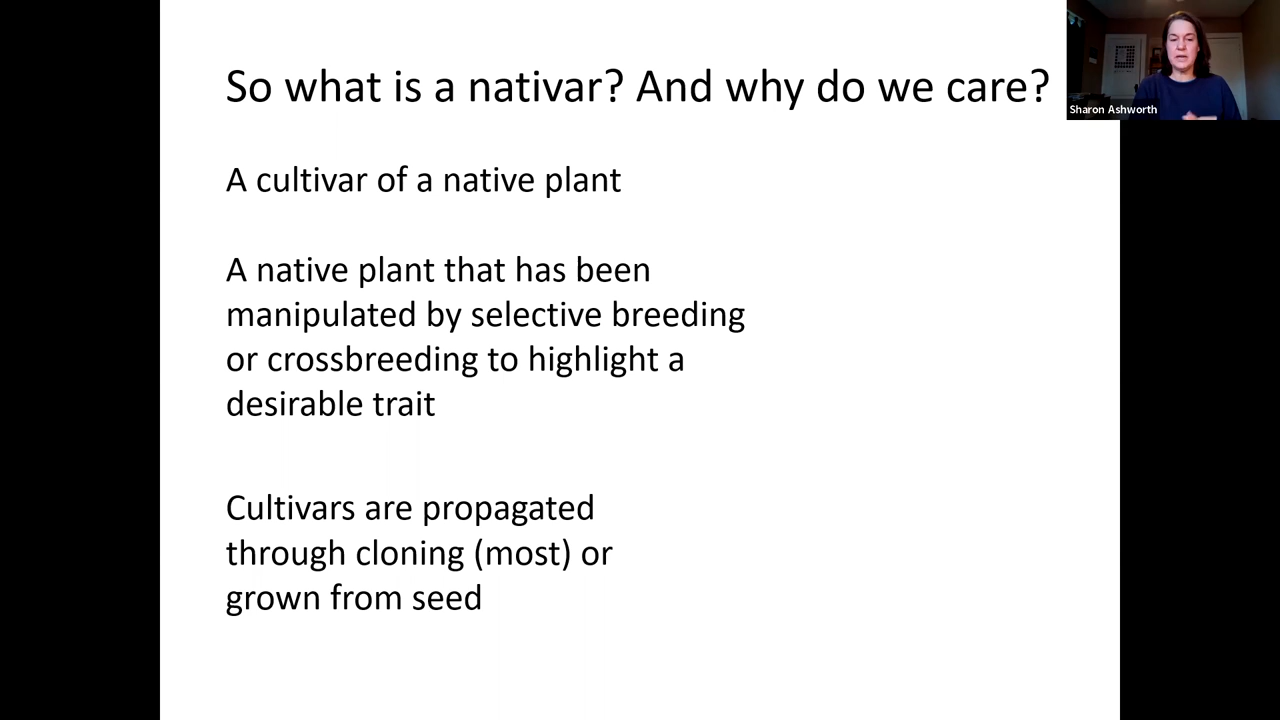 So what is a nativar? And why do we care?
Sharon Ashworth
A cultivar of a native plant
A native plant that has been
manipulated by selective breeding
or crossbreeding to highlight a
desirable trait
Cultivars are propagated
through cloning (most) or
grown from seed